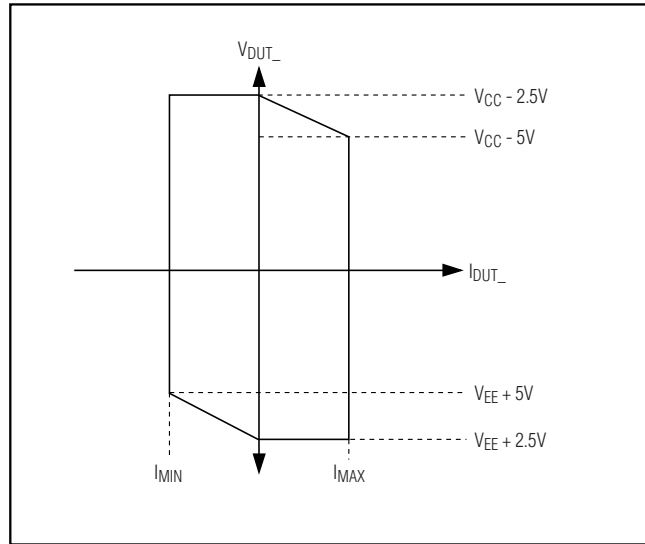 VDUT_
VCC - 2.5V
VCC - 5V
IDUT_
VEE + 5V
VEE + 2.5V
IMIN
IMAX